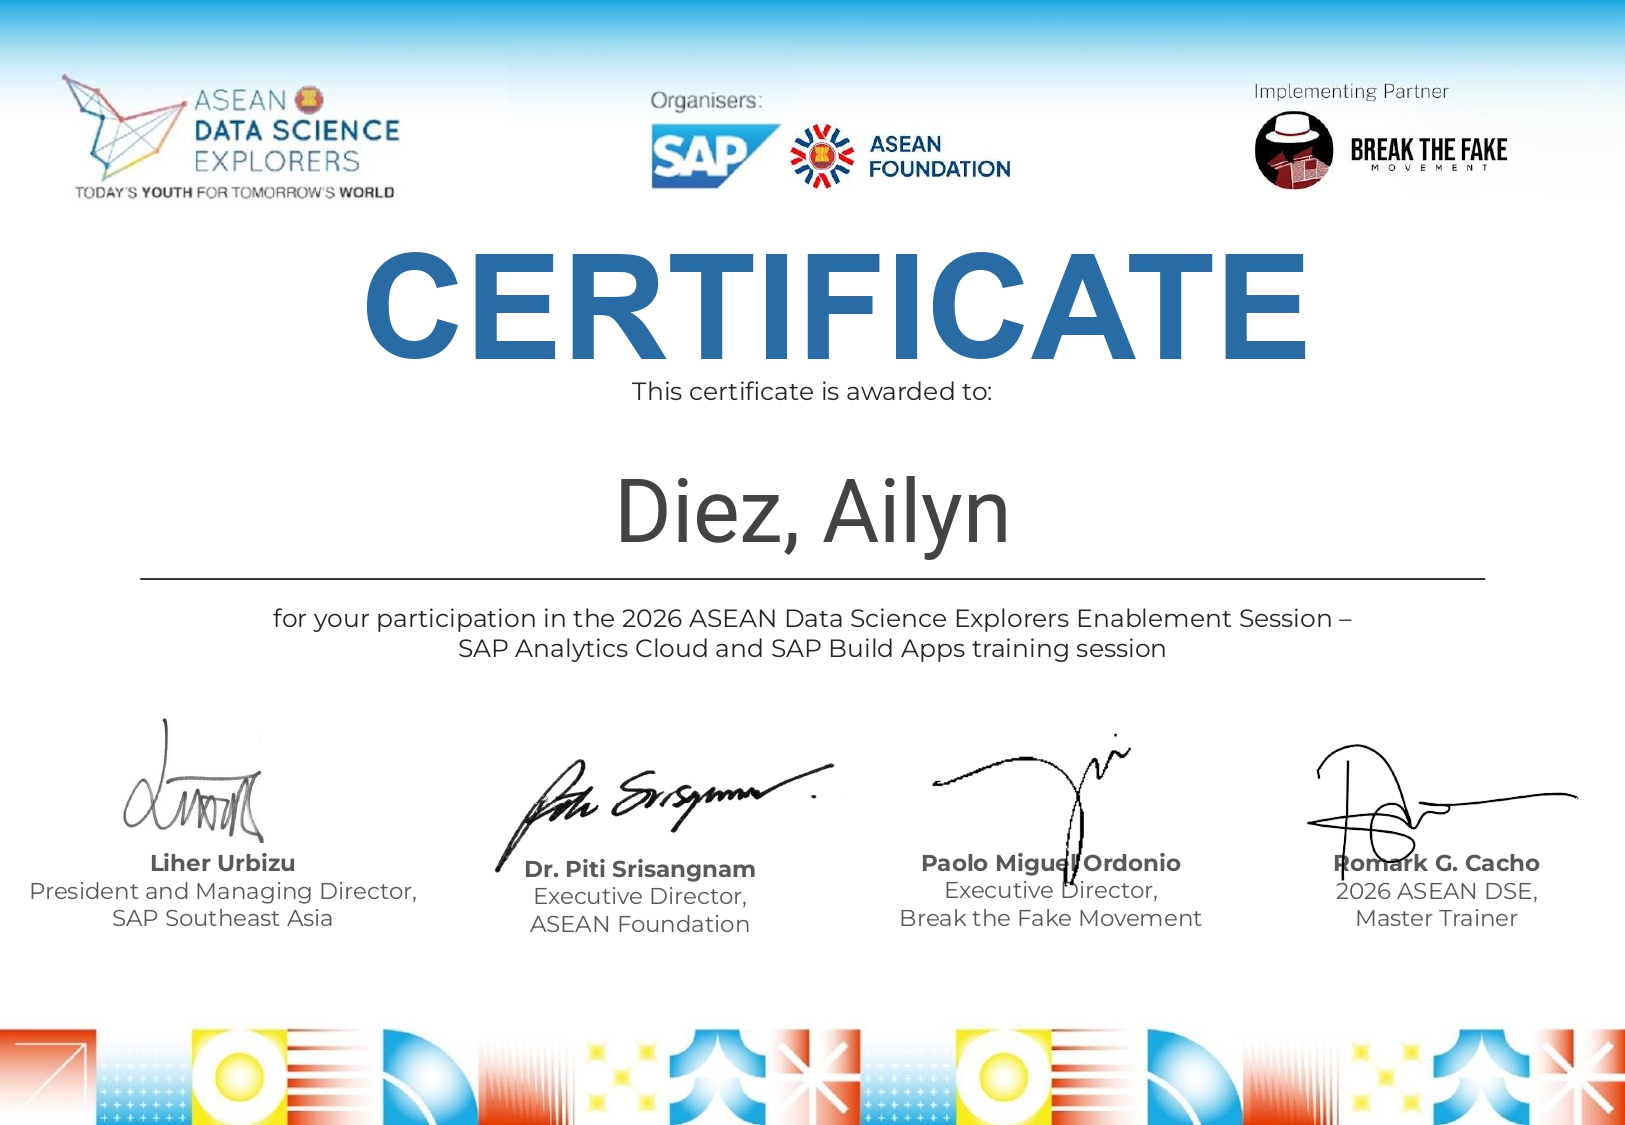 ASEAN
DATA SCIENCE
EXPLORERS
TODAY'S YOUTH FOR TOMORROW'S WORLD
Organisers:
SAP
ASEAN
FOUNDATION
Implementing Partner
BREAK THE FAKE
MOVEMENT
CERTIFICATE
This certificate is awarded to:
Diez, Ailyn
for your participation in the 2026 ASEAN Data Science Explorers Enablement Session –
SAP Analytics Cloud and SAP Build Apps training session
Liher Urbizu
President and Managing Director,
SAP Southeast Asia
Dr. Piti Srisangnam
Executive Director,
ASEAN Foundation
Paolo Miguel Ordonio
Executive Director,
Break the Fake Movement
Romark G. Cacho
2026 ASEAN DSE,
Master Trainer